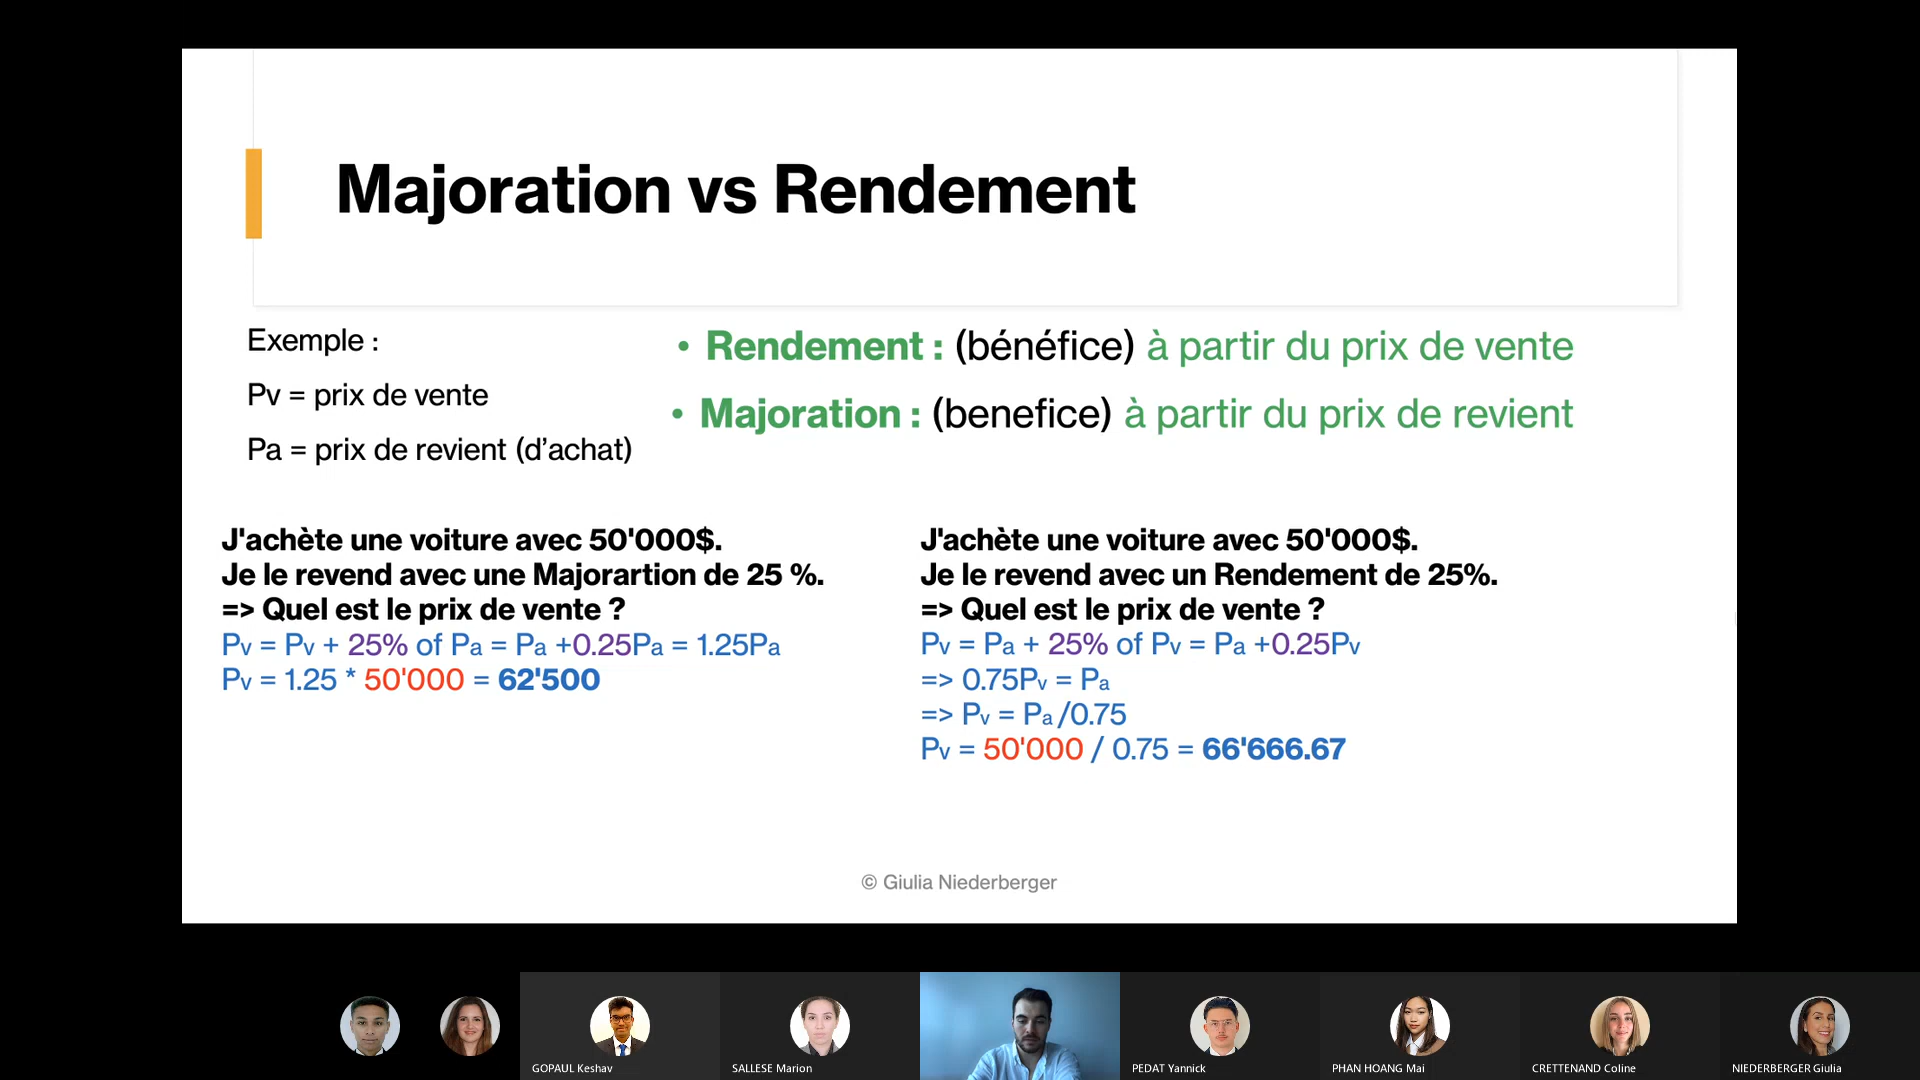 Majoration vs Rendement
Exemple :
Pv = prix de vente
Pa = prix de revient (d’achat)
• Rendement : (bénéfice) à partir du prix de vente
• Majoration : (benefice) à partir du prix de revient
J'achète une voiture avec 50'000$.
Je le revend avec une Majorartion de 25 %.
=> Quel est le prix de vente ?
Pv = Pv + 25% of Pa = Pa +0.25Pa = 1.25Pa
Pv = 1.25 * 50'000 = 62'500
J'achète une voiture avec 50'000$.
Je le revend avec un Rendement de 25%.
=> Quel est le prix de vente ?
Pv = Pa + 25% of Pv = Pa +0.25Pv
=> 0.75Pv = Pa
=> Pv = Pa /0.75
Pv = 50'000 / 0.75 = 66'666.67
© Giulia Niederberger
GOPAUL Keshav
SALLESE Marion
PEDAT Yannick
PHAN HOANG Mai
CRETTENAND Coline
NIEDERBERGER Giulia